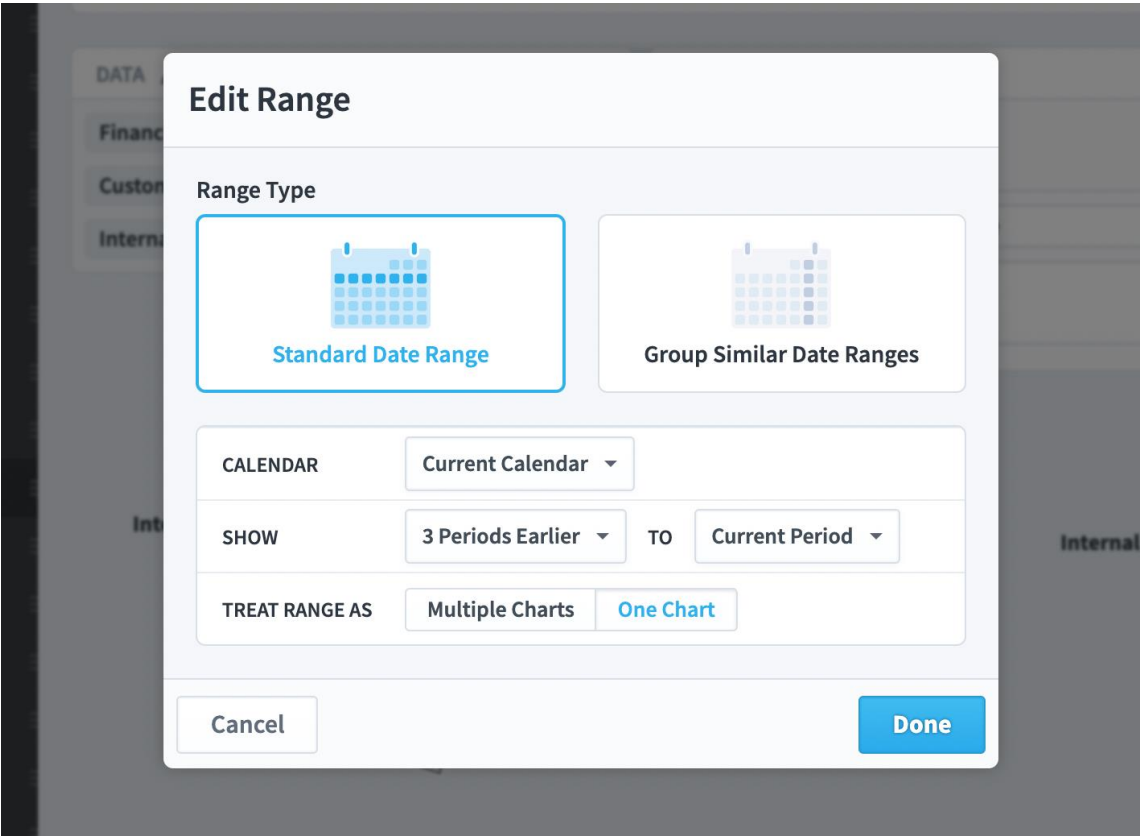 DATA
Edit Range
Financ
Custom
Interna
Range Type
Standard Date Range
Group Similar Date Ranges
CALENDAR Current Calendar
SHOW 3 Periods Earlier TO Current Period
TREAT RANGE AS Multiple Charts One Chart
Int
Internal
Cancel Done